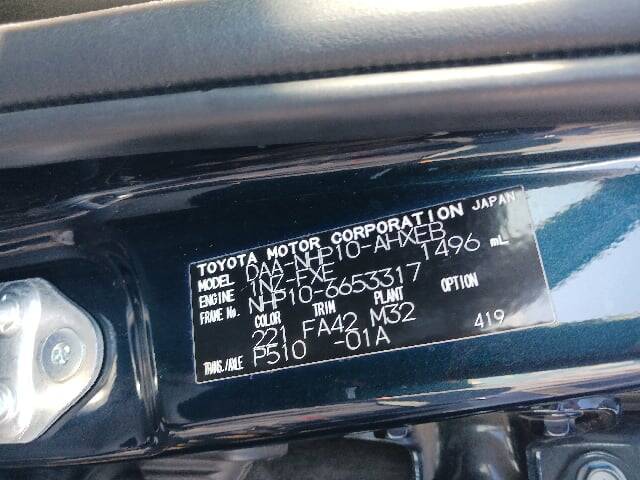 TOYOTA MOTOR CORPORATION JAPAN
MODEL DAA-NHP10-AHXEB
ENGINE 1NZ-FXE 1496 mL
FRAME No. NHP10-6653317
COLOR TRIM PLANT OPTION
221 FA42 M32
TRANS./AXLE P510 -01A 419